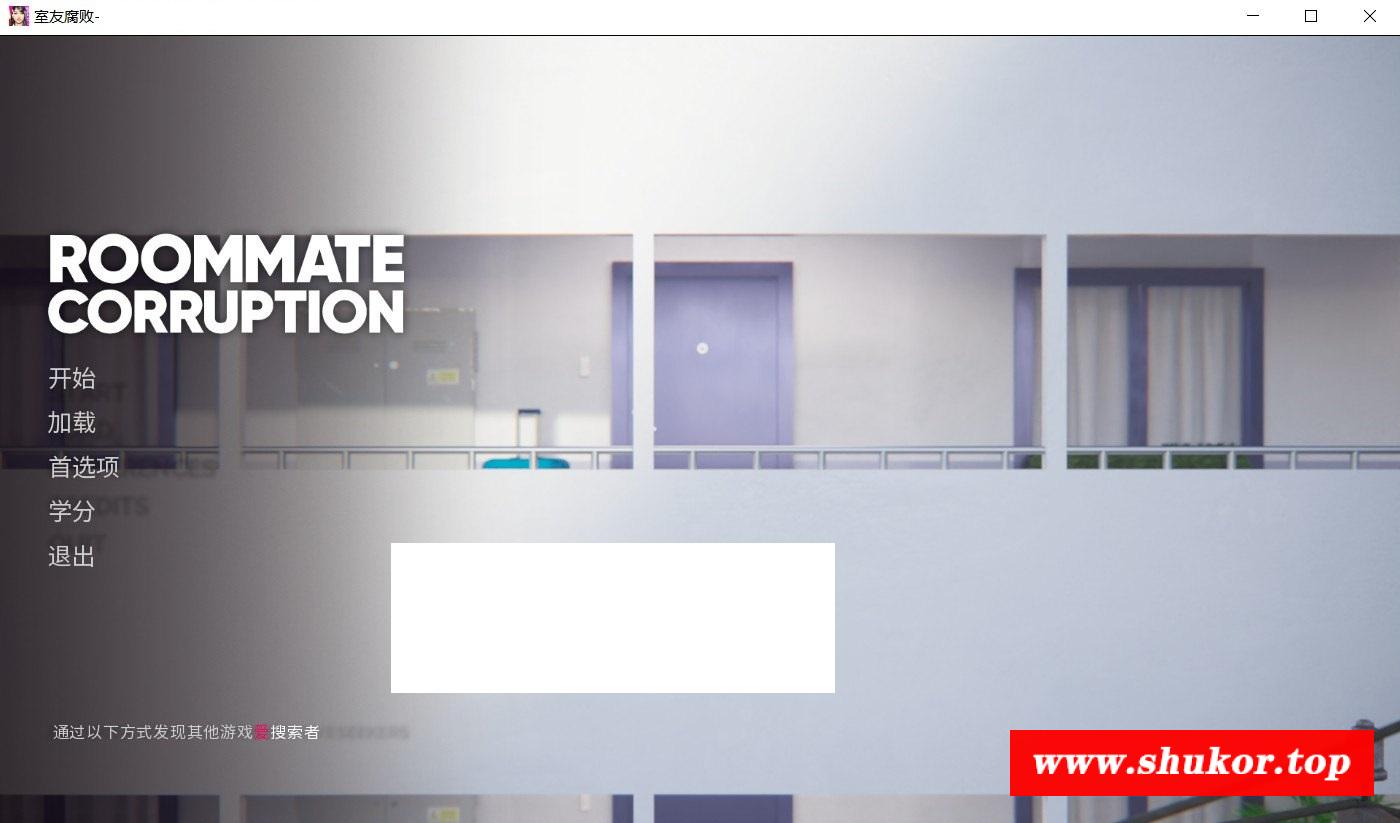 室友腐败-
ROOMMATE
CORRUPTION
开始
加载
首选项
学分
退出
通过以下方式发现其他游戏爱搜索者
www.shukor.top